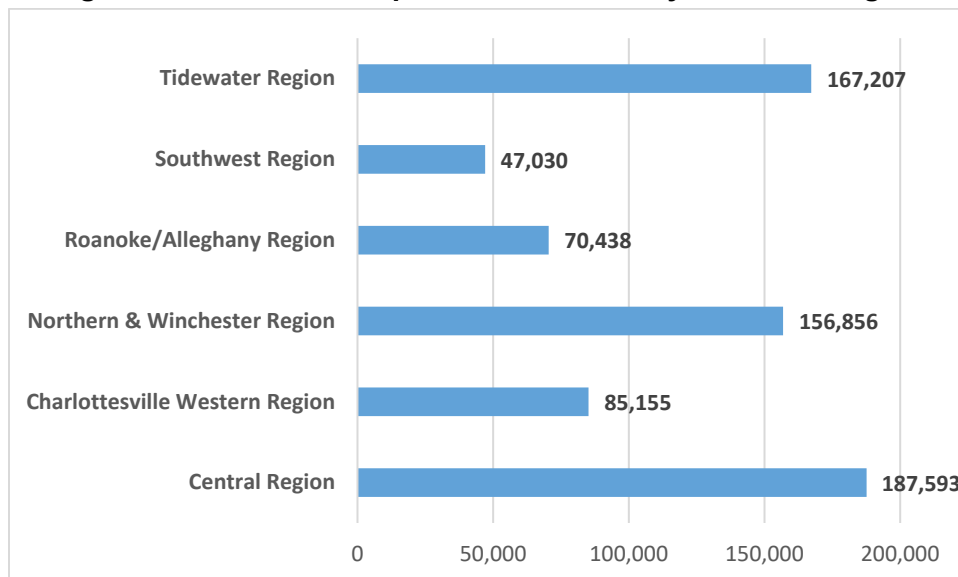 Tidewater Region 167,207
Southwest Region 47,030
Roanoke/Alleghany Region 70,438
Northern & Winchester Region 156,856
Charlottesville Western Region 85,155
Central Region 187,593
0 50,000 100,000 150,000 200,000